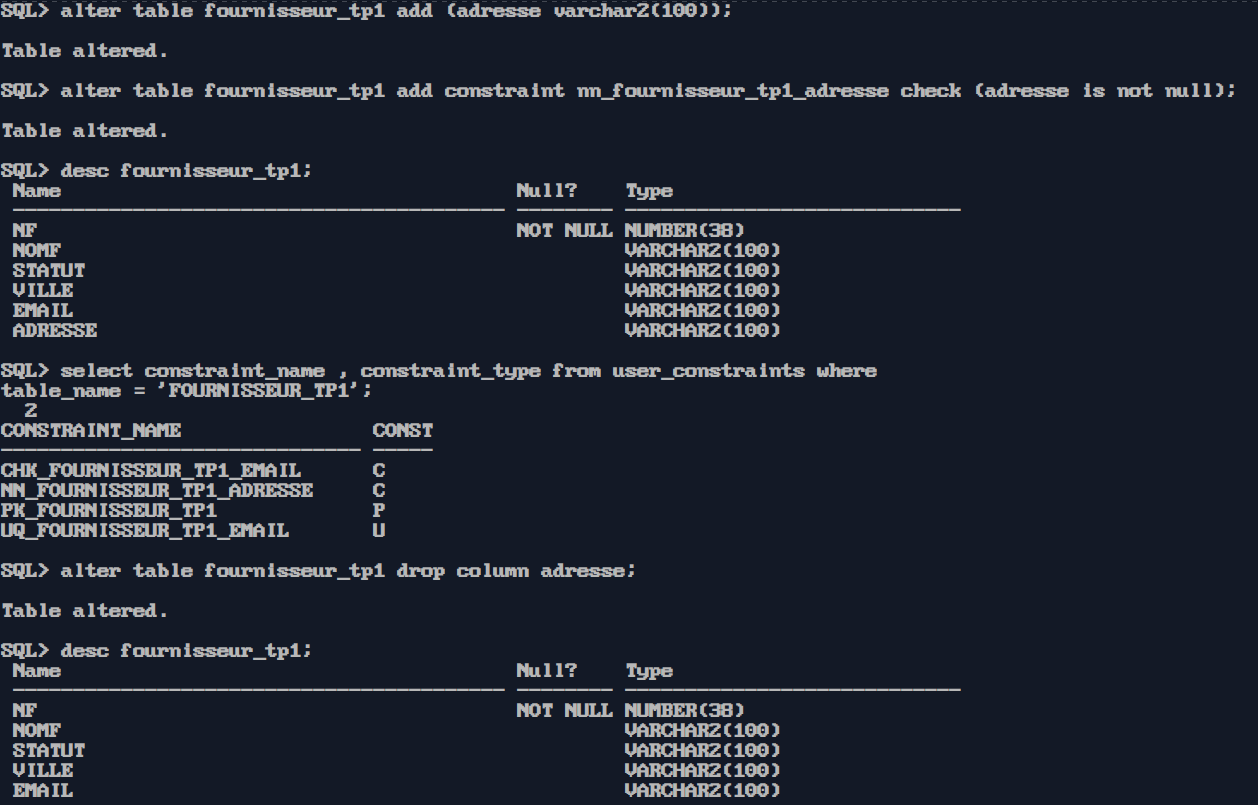 SQL> alter table fournisseur_tp1 add (adresse varchar2(100));
Table altered.
SQL> alter table fournisseur_tp1 add constraint nn_fournisseur_tp1_adresse check (adresse is not null);
Table altered.
SQL> desc fournisseur_tp1;
Name Null? Type
NF NOT NULL NUMBER(38)
NOMF VARCHAR2(100)
STATUT VARCHAR2(100)
VILLE VARCHAR2(100)
EMAIL VARCHAR2(100)
ADRESSE VARCHAR2(100)
SQL> select constraint_name , constraint_type from user_constraints where
table_name = 'FOURNISSEUR_TP1';
2
CONSTRAINT_NAME CONST
CHK_FOURNISSEUR_TP1_EMAIL C
NN_FOURNISSEUR_TP1_ADRESSE C
PK_FOURNISSEUR_TP1 P
UQ_FOURNISSEUR_TP1_EMAIL U
SQL> alter table fournisseur_tp1 drop column adresse;
Table altered.
SQL> desc fournisseur_tp1;
Name Null? Type
NF NOT NULL NUMBER(38)
NOMF VARCHAR2(100)
STATUT VARCHAR2(100)
VILLE VARCHAR2(100)
EMAIL VARCHAR2(100)